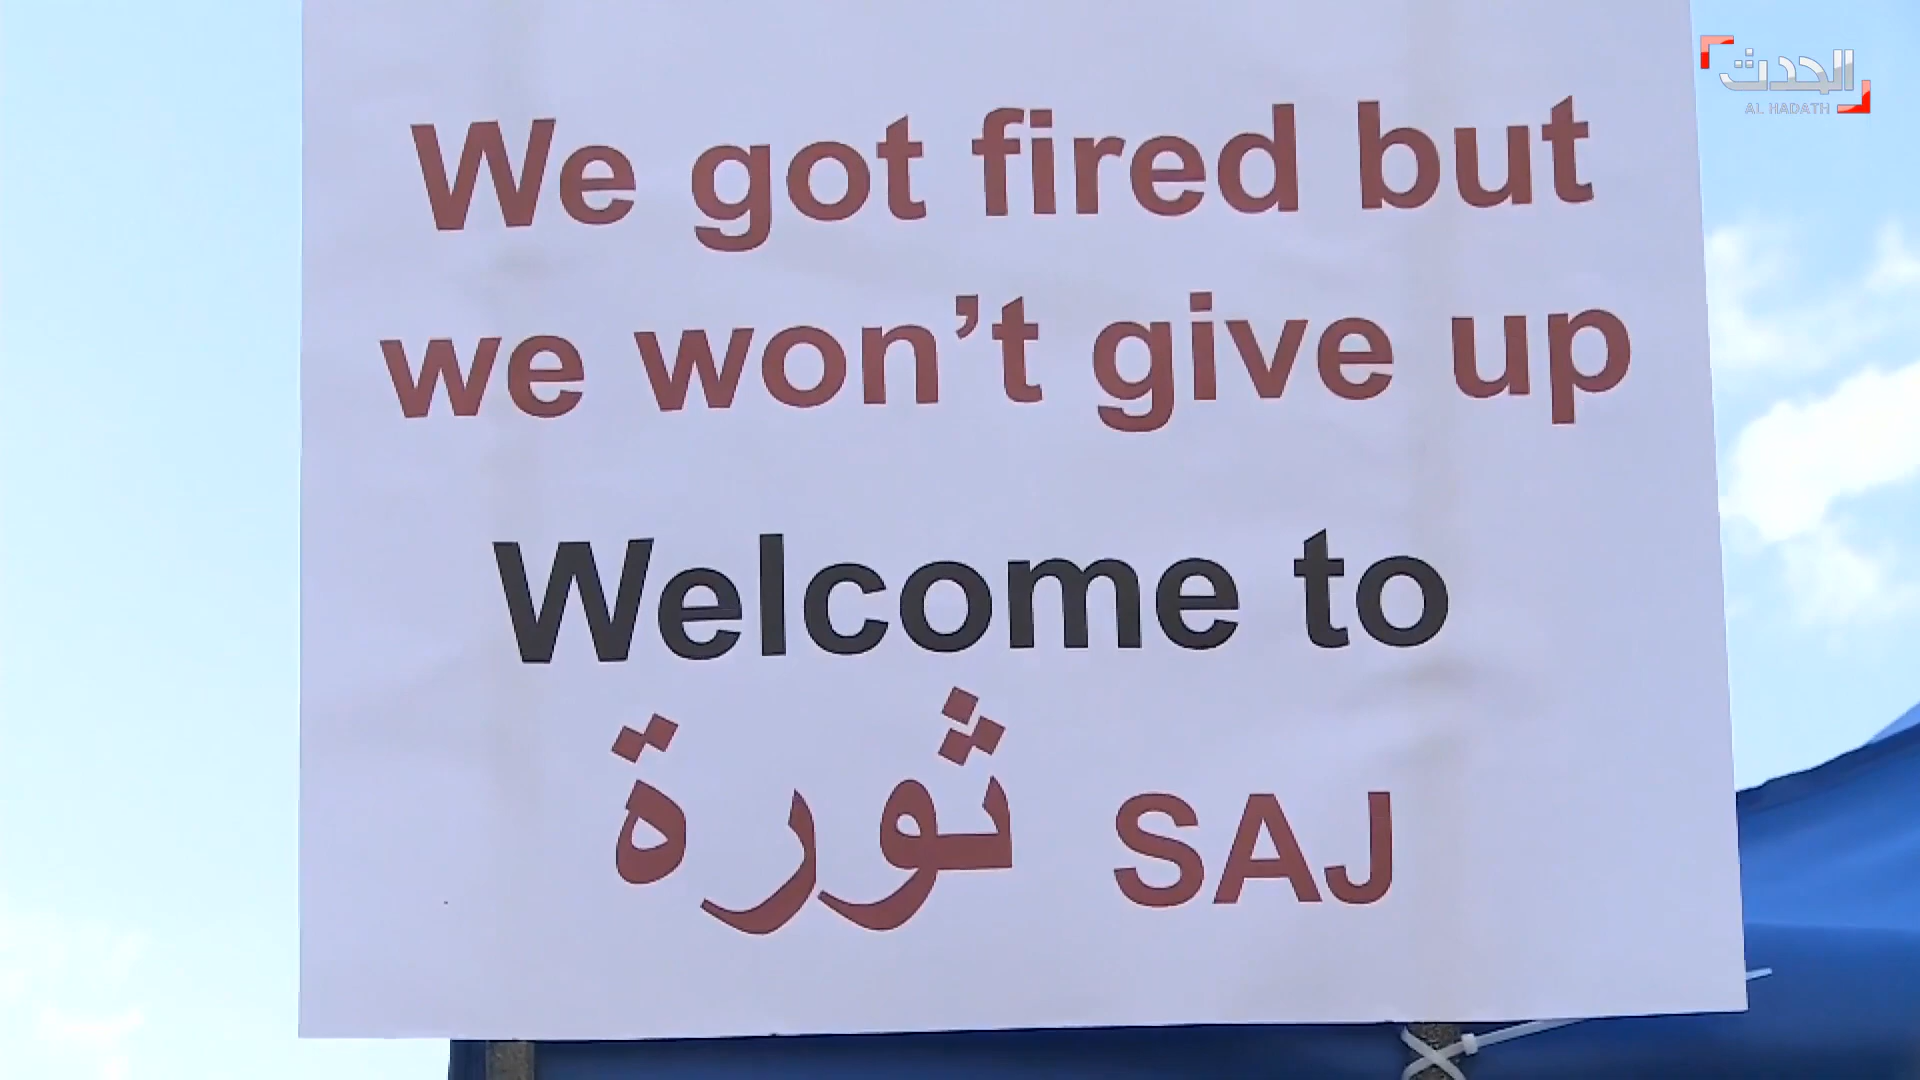 الحدث
AL HADATH
We got fired but
we won’t give up
Welcome to
ثورة SAJ